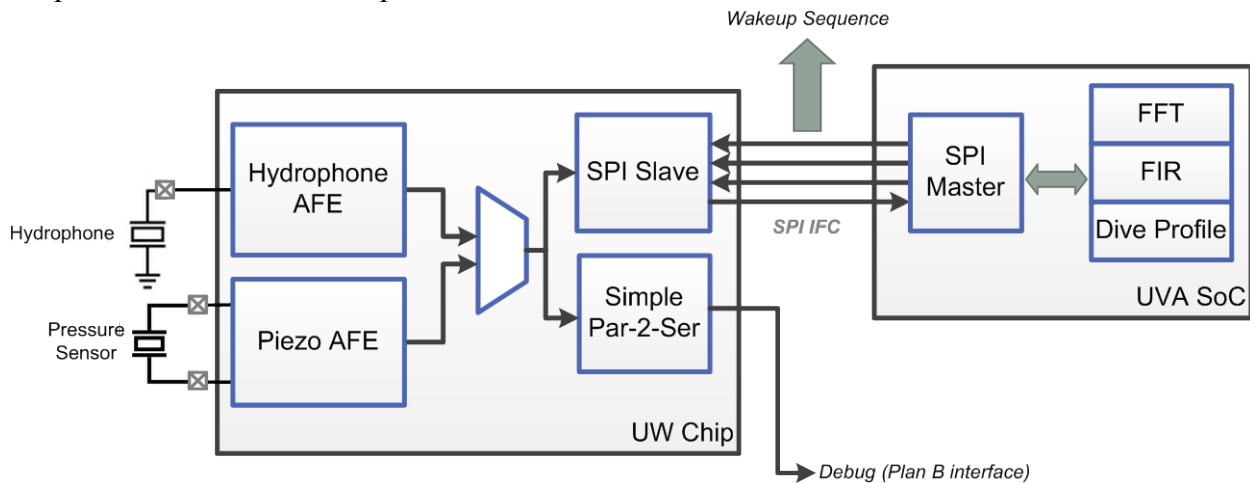 Wakeup Sequence
Hydrophone
AFE
SPI Slave
SPI
Master
FFT
FIR
Dive Profile
UVA SoC
SPI IFC
Hydrophone
Pressure
Sensor
Piezo AFE
Simple
Par-2-Ser
UW Chip
Debug (Plan B interface)